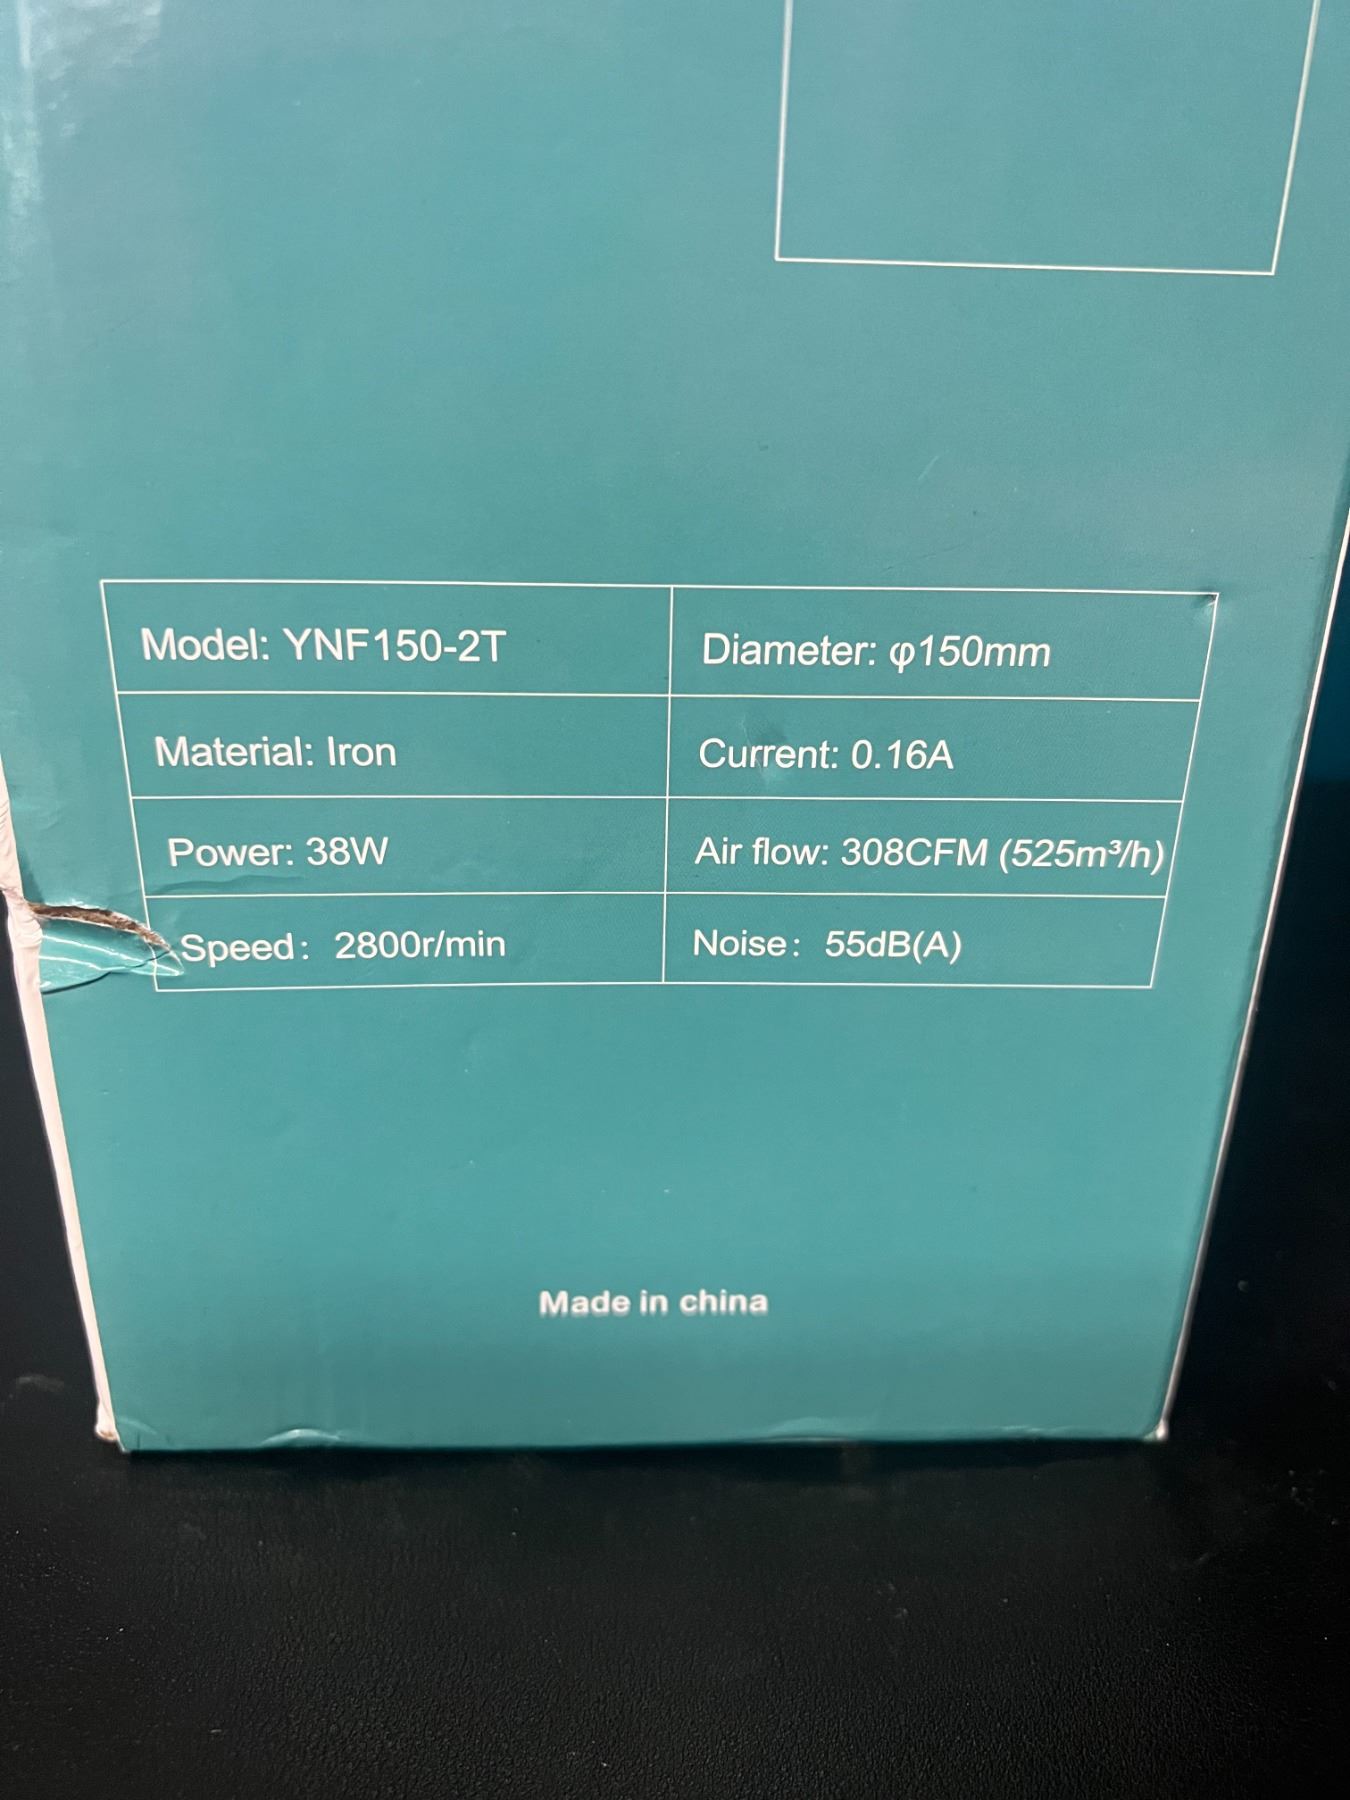 Model: YNF150-2T
Diameter: φ150mm
Material: Iron
Current: 0.16A
Power: 38W
Air flow: 308CFM (525m³/h)
Speed: 2800r/min
Noise: 55dB(A)
Made in china